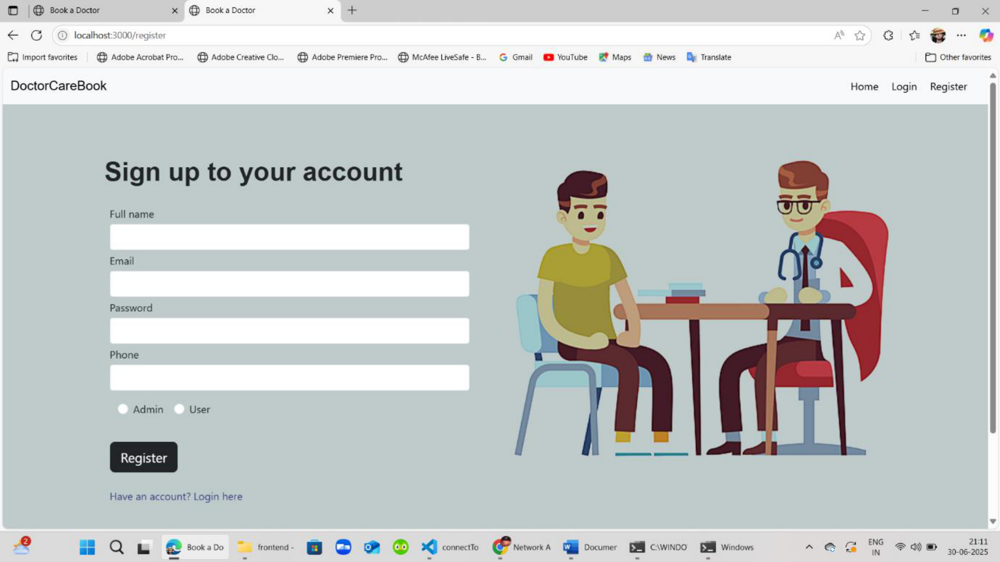 Book a Doctor
Book a Doctor
localhost:3000/register
Import favorites
Adobe Acrobat Pro...
Adobe Creative Clo...
Adobe Premiere Pro...
McAfee LiveSafe - B...
Gmail
YouTube
Maps
News
Translate
Other favorites
DoctorCareBook
Home
Login
Register
Sign up to your account
Full name
Email
Password
Phone
Admin
User
Register
Have an account? Login here
2
Book a Do
frontend -
connectTo
Network A
Documer
C:\WINDO
Windows
ENG
IN
21:11
30-06-2025